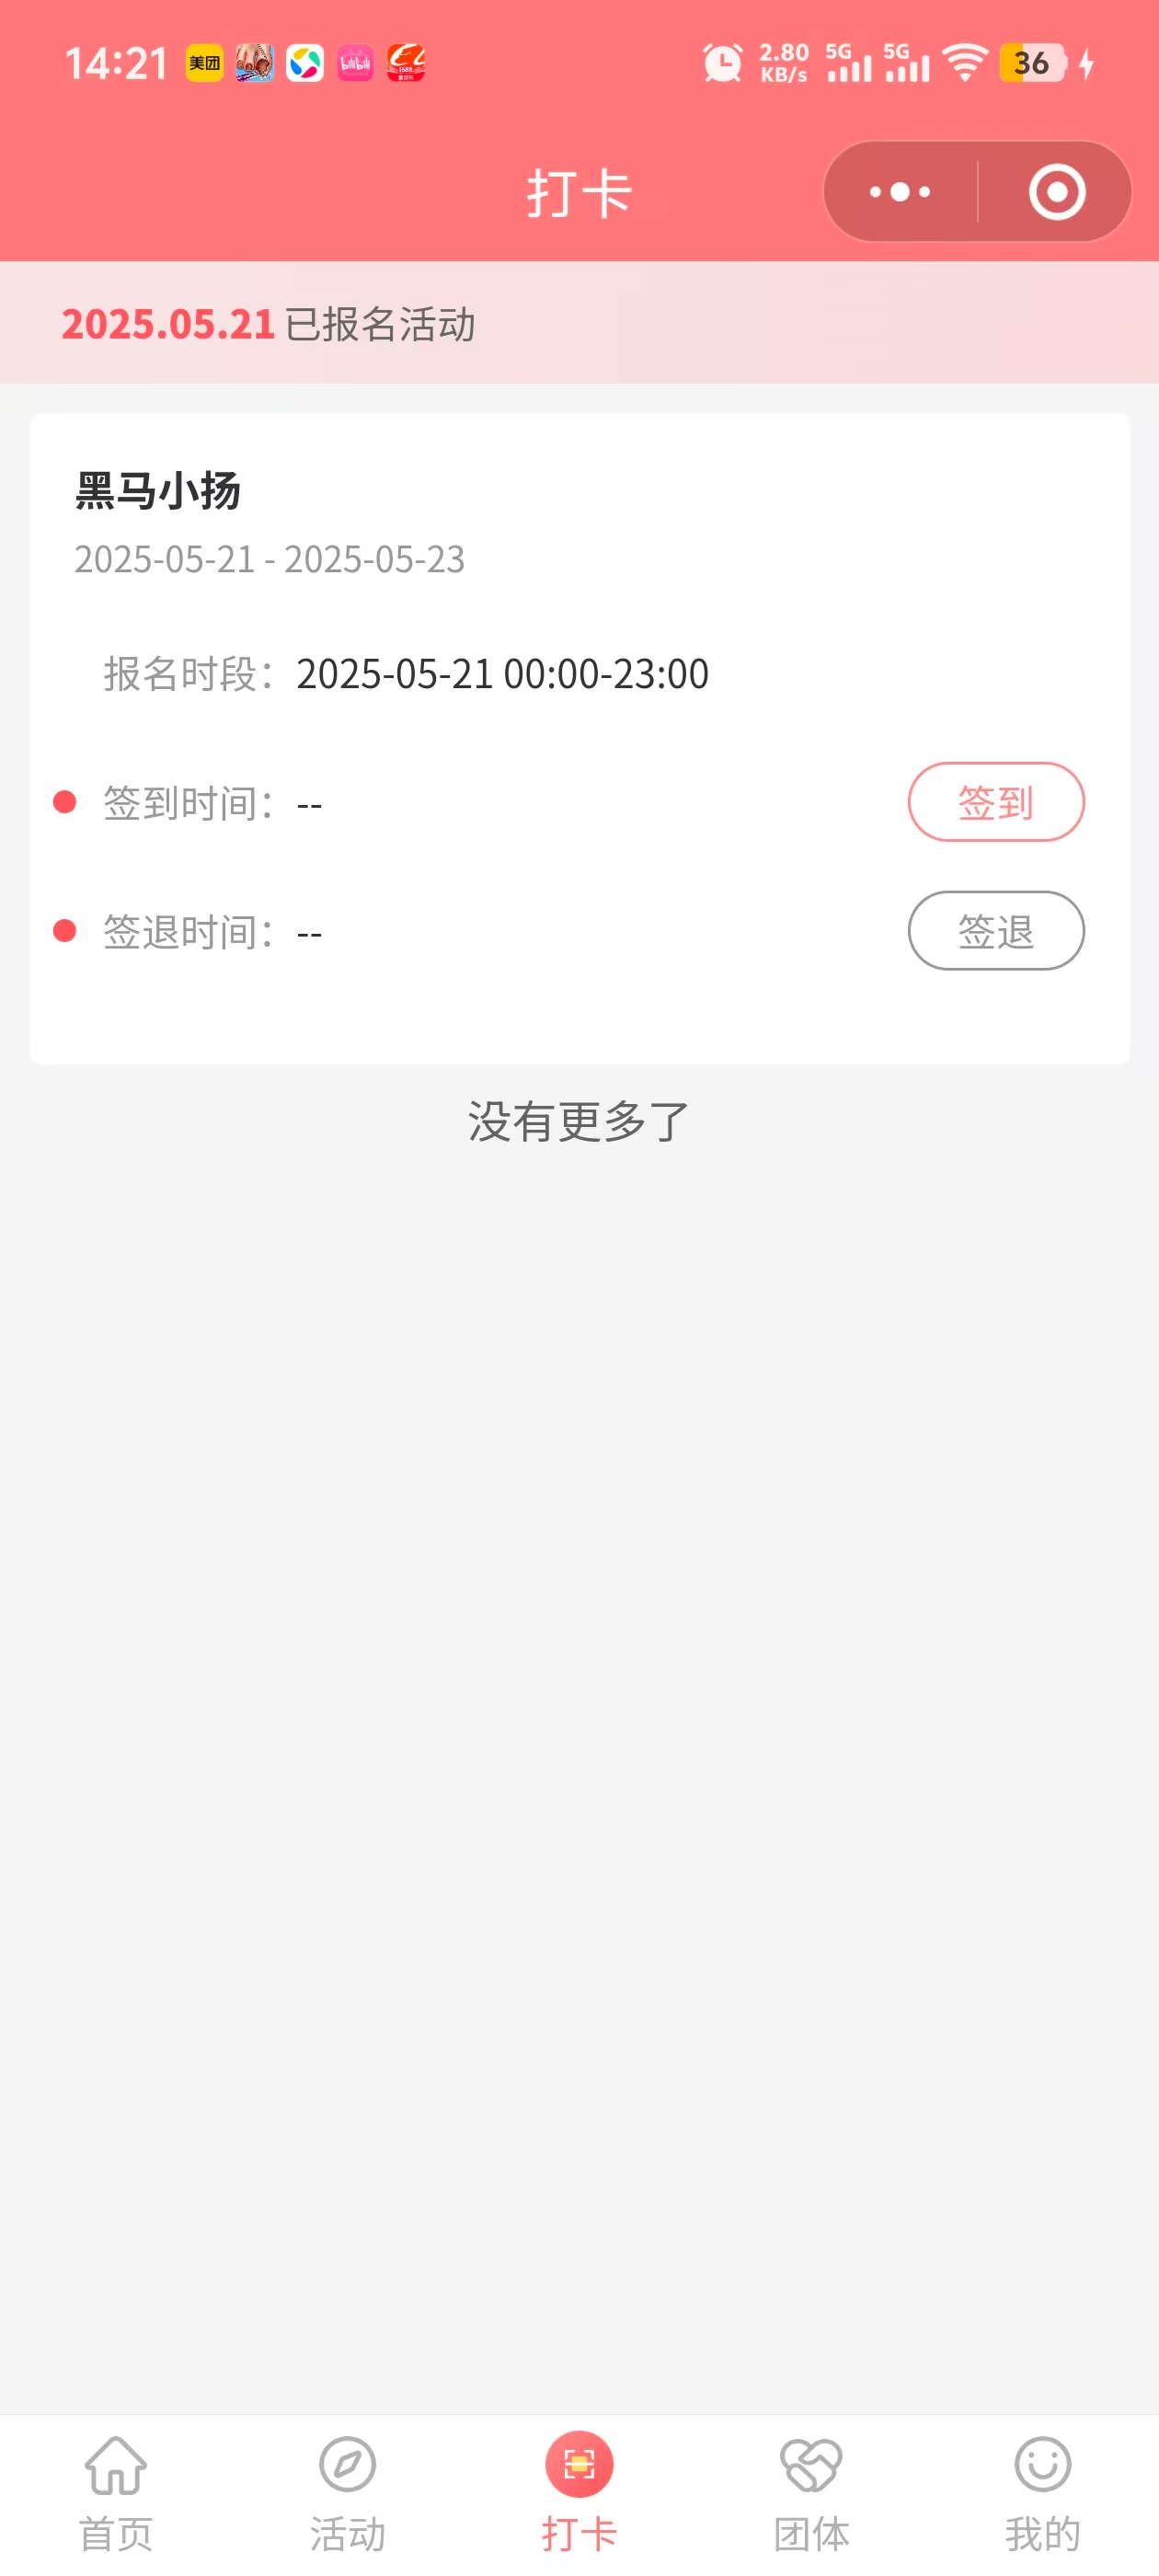 14:21 美团 bilibili 1688 2.80 KB/s 5G 5G 36
打卡
2025.05.21 已报名活动
黑马小扬
2025-05-21 - 2025-05-23
报名时段：2025-05-21 00:00-23:00
签到时间：-- 签到
签退时间：-- 签退
没有更多了
首页 活动 打卡 团体 我的